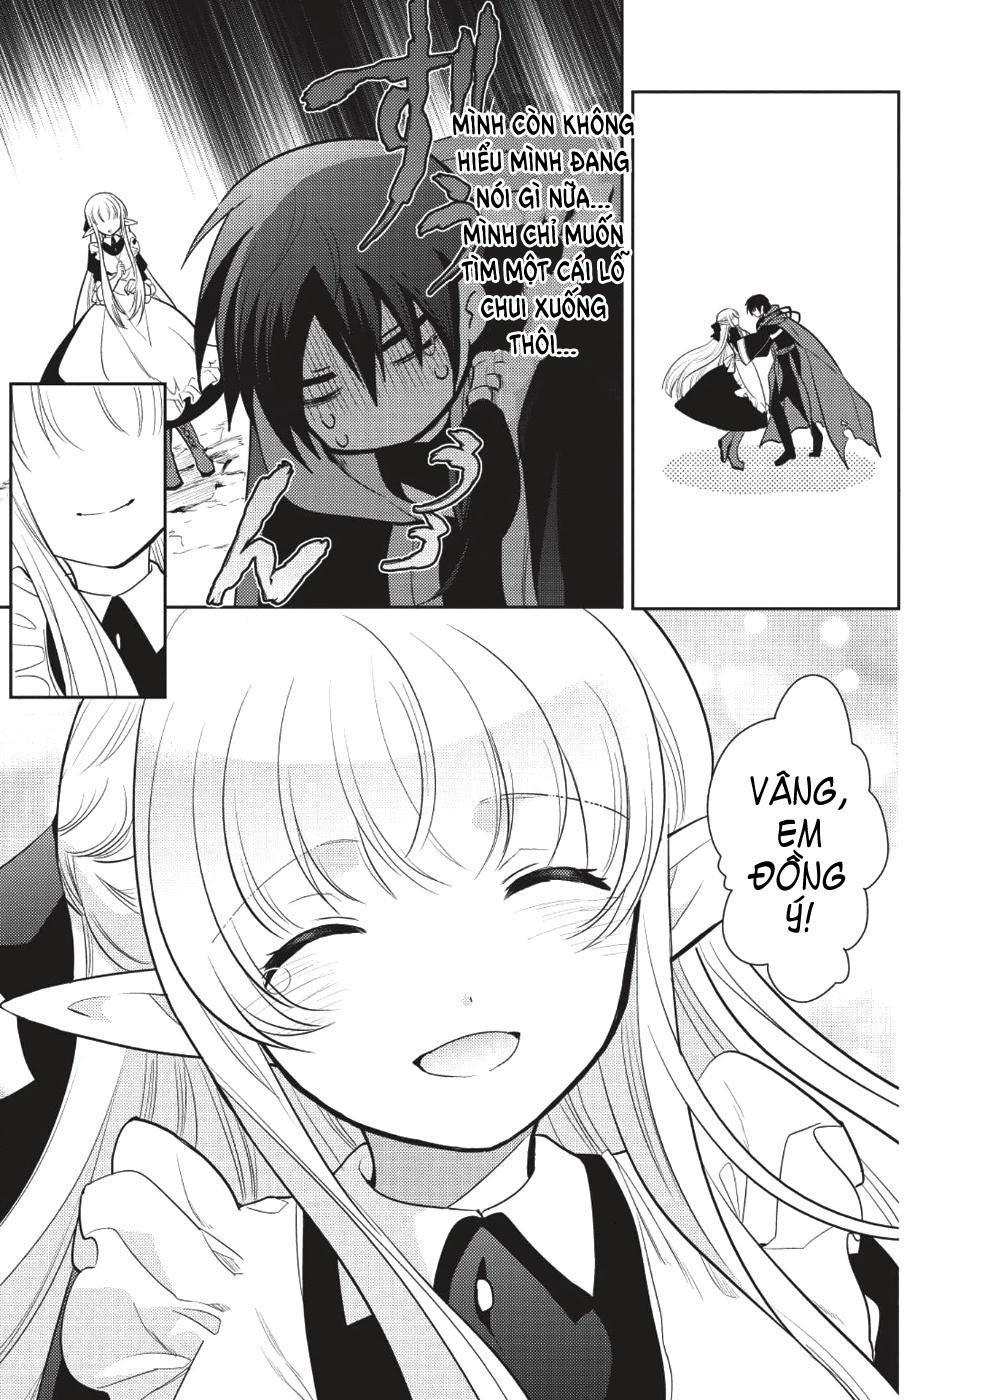 MÌNH CÒN KHÔNG
HIỂU MÌNH ĐANG
NÓI GÌ NỮA...
MÌNH CHỈ MUỐN
TÌM MỘT CÁI LỖ
CHUI XUỐNG
THÔI...
VÂNG,
EM
ĐỒNG
Ý!